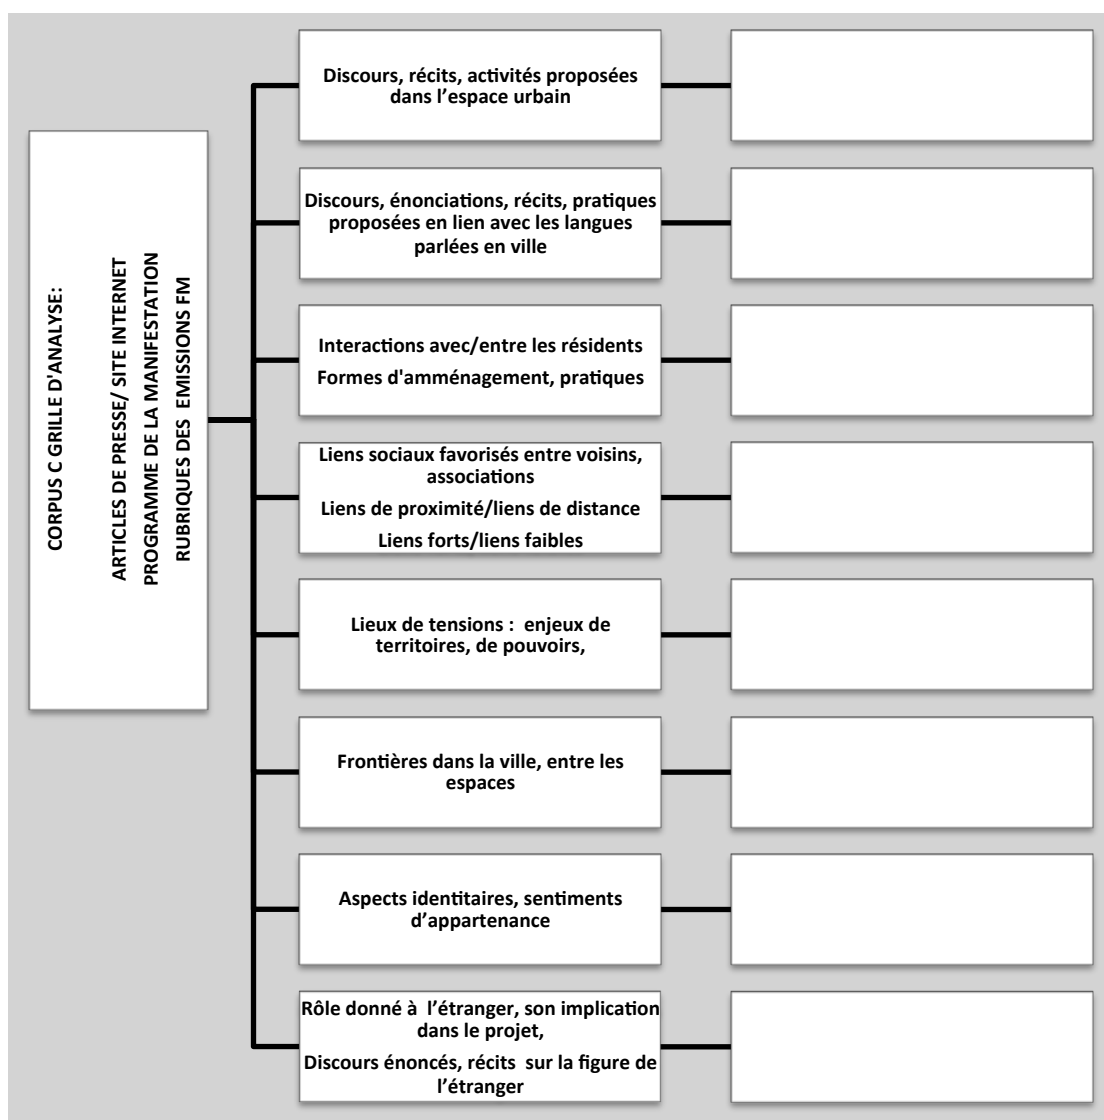 CORPUS C GRILLE D'ANALYSE:
ARTICLES DE PRESSE/ SITE INTERNET
PROGRAMME DE LA MANIFESTATION
RUBRIQUES DES EMISSIONS FM
Discours, récits, activités proposées
dans l’espace urbain
Discours, énonciations, récits, pratiques
proposées en lien avec les langues
parlées en ville
Interactions avec/entre les résidents
Formes d'amménagement, pratiques
Liens sociaux favorisés entre voisins,
associations
Liens de proximité/liens de distance
Liens forts/liens faibles
Lieux de tensions : enjeux de
territoires, de pouvoirs,
Frontières dans la ville, entre les
espaces
Aspects identitaires, sentiments
d’appartenance
Rôle donné à l’étranger, son implication
dans le projet,
Discours énoncés, récits sur la figure de
l’étranger